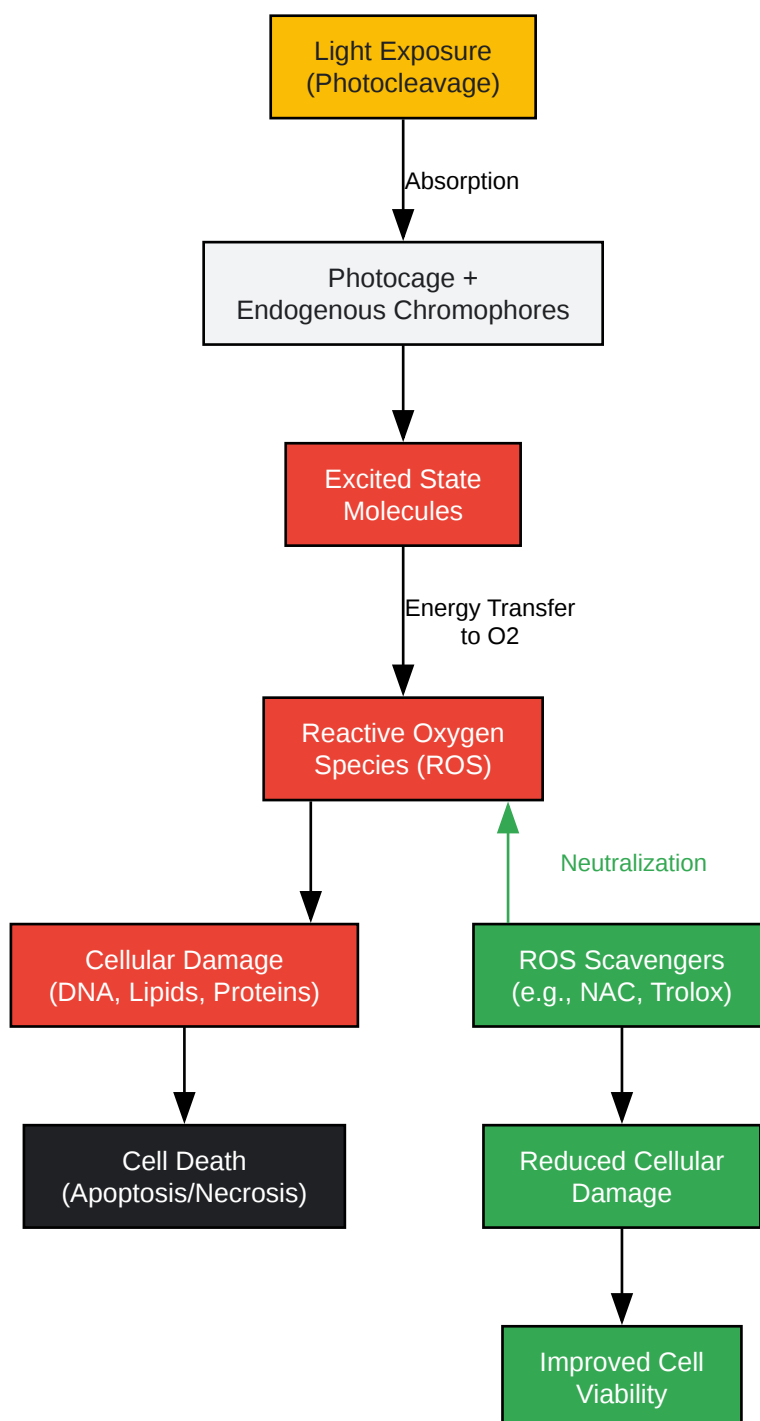 Light Exposure
(Photocleavage)
Absorption
Photocage +
Endogenous Chromophores
Excited State
Molecules
Energy Transfer
to O2
Reactive Oxygen
Species (ROS)
Neutralization
Cellular Damage
(DNA, Lipids, Proteins)
ROS Scavengers
(e.g., NAC, Trolox)
Cell Death
(Apoptosis/Necrosis)
Reduced Cellular
Damage
Improved Cell
Viability